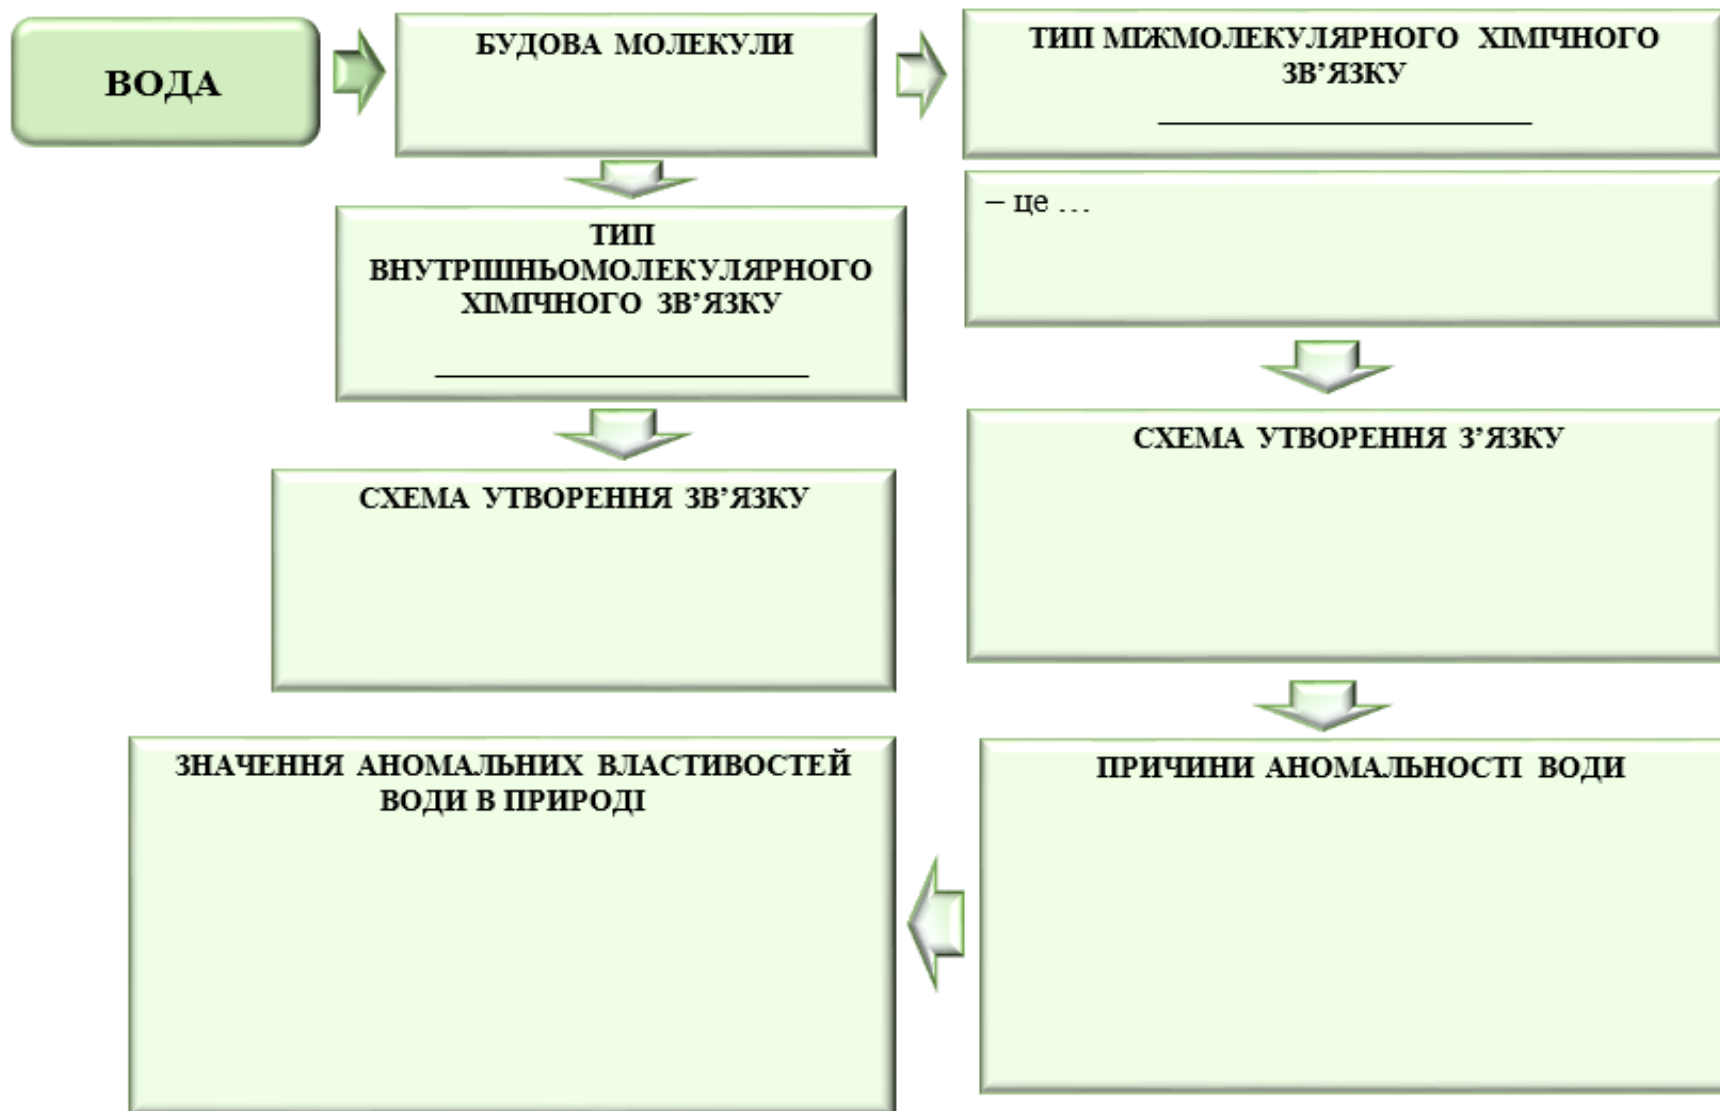 ВОДА
БУДОВА МОЛЕКУЛИ
ТИП МІЖМОЛЕКУЛЯРНОГО ХІМІЧНОГО
ЗВ’ЯЗКУ
– це …
ТИП
ВНУТРІШНЬОМОЛЕКУЛЯРНОГО
ХІМІЧНОГО ЗВ’ЯЗКУ
СХЕМА УТВОРЕННЯ З’ЯЗКУ
СХЕМА УТВОРЕННЯ ЗВ’ЯЗКУ
ЗНАЧЕННЯ АНОМАЛЬНИХ ВЛАСТИВОСТЕЙ
ВОДИ В ПРИРОДІ
ПРИЧИНИ АНОМАЛЬНОСТІ ВОДИ